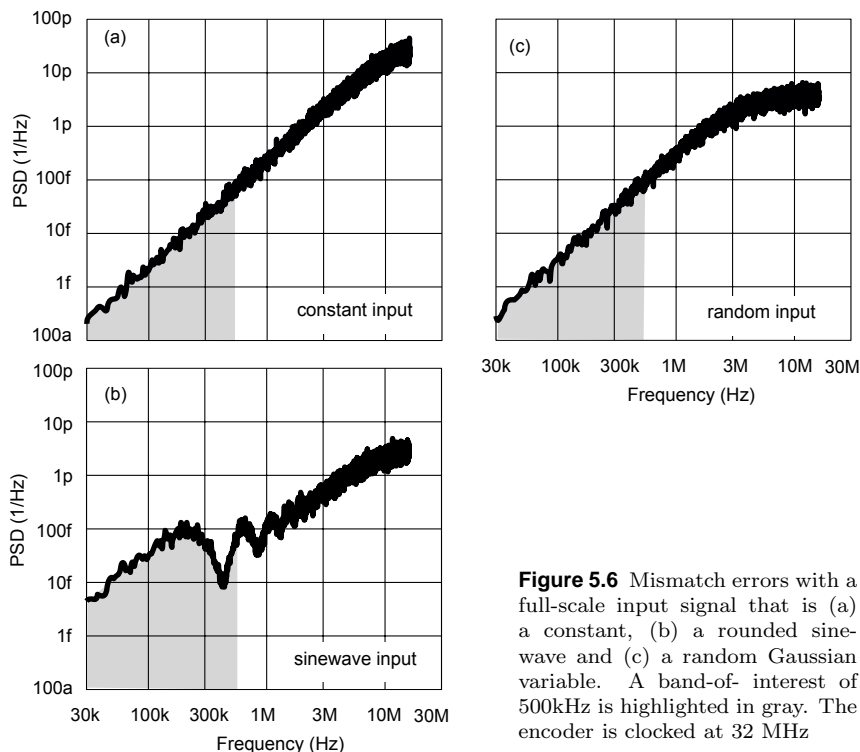 100p
10p
1p
100f
10f
1f
100a
PSD (1/Hz)
(a)
constant input
(c)
random input
30k 100k 300k 1M 3M 10M 30M
Frequency (Hz)
100p
10p
1p
100f
10f
1f
100a
PSD (1/Hz)
(b)
sinewave input
30k 100k 300k 1M 3M 10M 30M
Frequency (Hz)
Figure 5.6 Mismatch errors with a
full-scale input signal that is (a)
a constant, (b) a rounded sine-
wave and (c) a random Gaussian
variable. A band-of- interest of
500kHz is highlighted in gray. The
encoder is clocked at 32 MHz